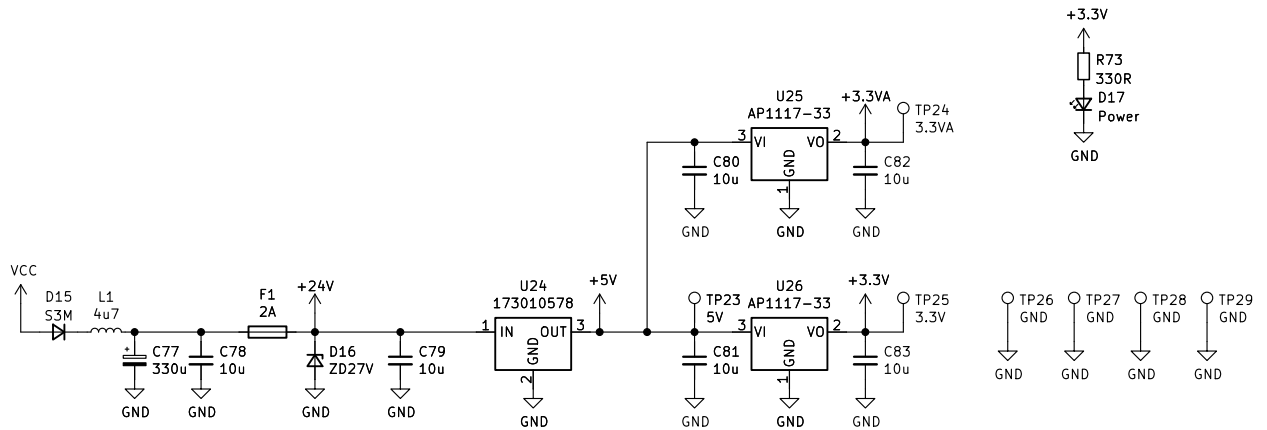 +3.3V
R73
330R
D17
Power
GND
U25
AP1117-33
+3.3VA
TP24
3.3VA
3
VI
VO
2
GND
1
C80
10u
C82
10u
GND
GND
GND
VCC
D15
S3M
L1
4u7
F1
2A
+24V
U24
173010578
+5V
TP23
5V
U26
AP1117-33
+3.3V
TP25
3.3V
TP26
GND
TP27
GND
TP28
GND
TP29
GND
1
IN
OUT
3
GND
2
3
VI
VO
2
GND
1
+
C77
330u
C78
10u
D16
ZD27V
C79
10u
C81
10u
C83
10u
GND
GND
GND
GND
GND
GND
GND
GND
GND
GND
GND
GND